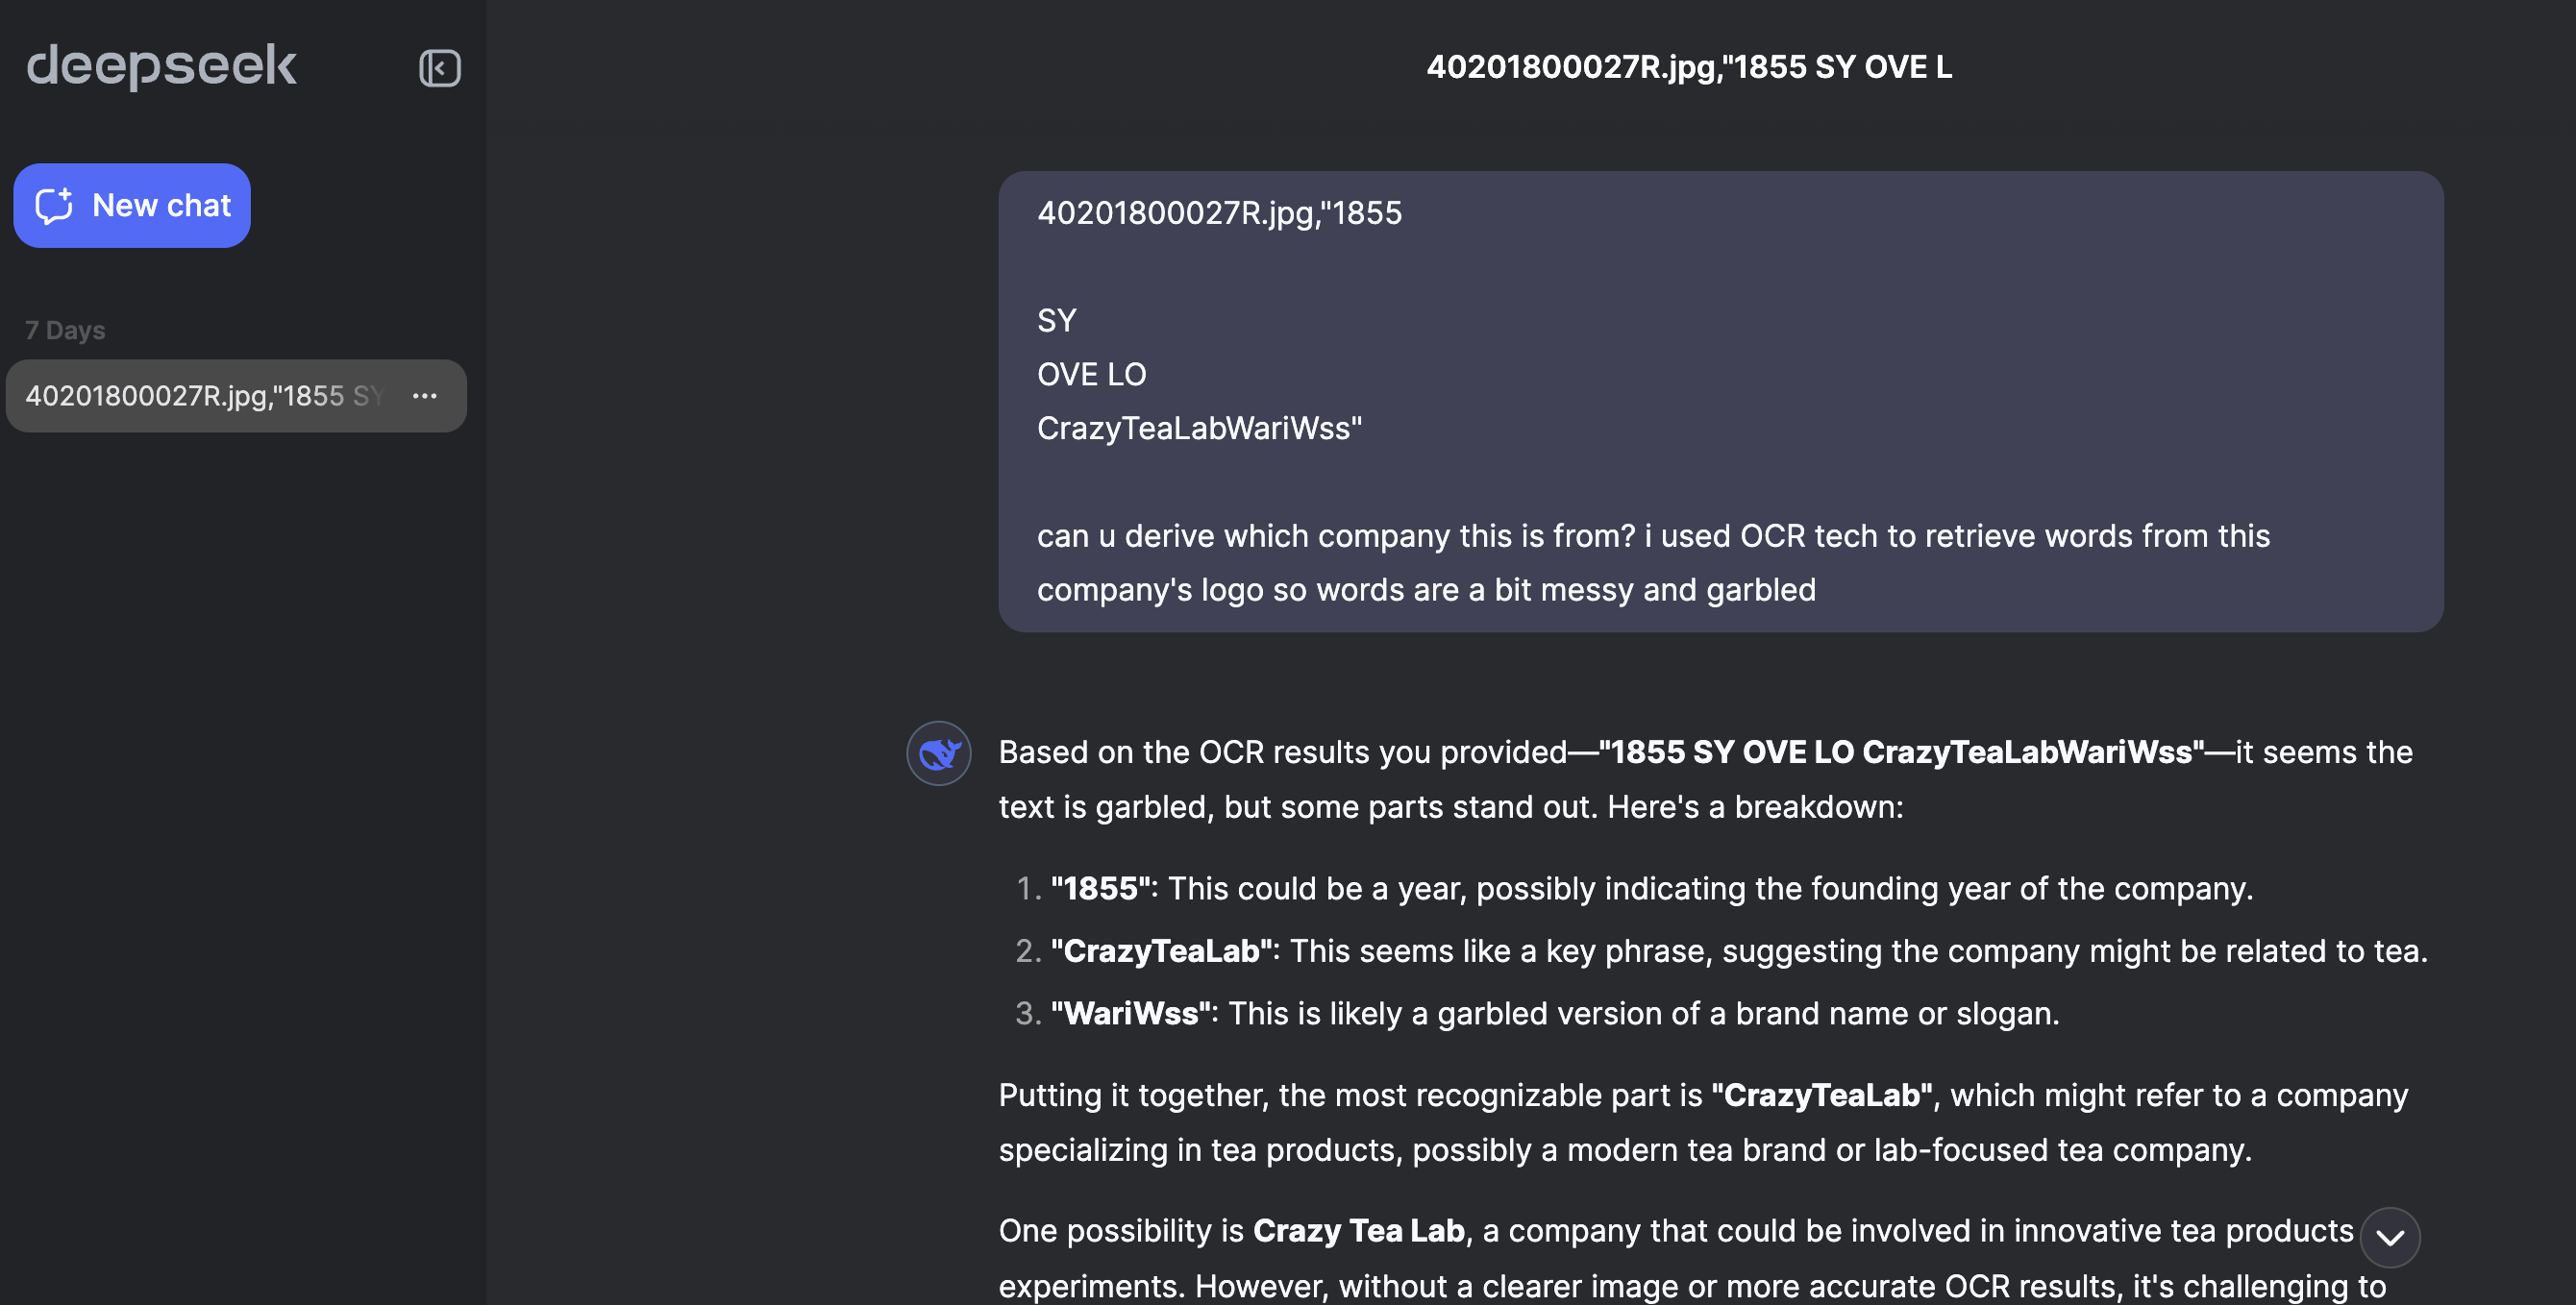 deepseek
New chat
7 Days
40201800027R.jpg,"1855 SY
40201800027R.jpg,"1855 SY OVE L
40201800027R.jpg,"1855
SY
OVE LO
CrazyTeaLabWariWss"
can u derive which company this is from? i used OCR tech to retrieve words from this
company's logo so words are a bit messy and garbled
Based on the OCR results you provided—"1855 SY OVE LO CrazyTeaLabWariWss"—it seems the
text is garbled, but some parts stand out. Here's a breakdown:
1. "1855": This could be a year, possibly indicating the founding year of the company.
2. "CrazyTeaLab": This seems like a key phrase, suggesting the company might be related to tea.
3. "WariWss": This is likely a garbled version of a brand name or slogan.
Putting it together, the most recognizable part is "CrazyTeaLab", which might refer to a company
specializing in tea products, possibly a modern tea brand or lab-focused tea company.
One possibility is Crazy Tea Lab, a company that could be involved in innovative tea products
experiments. However, without a clearer image or more accurate OCR results, it's challenging to